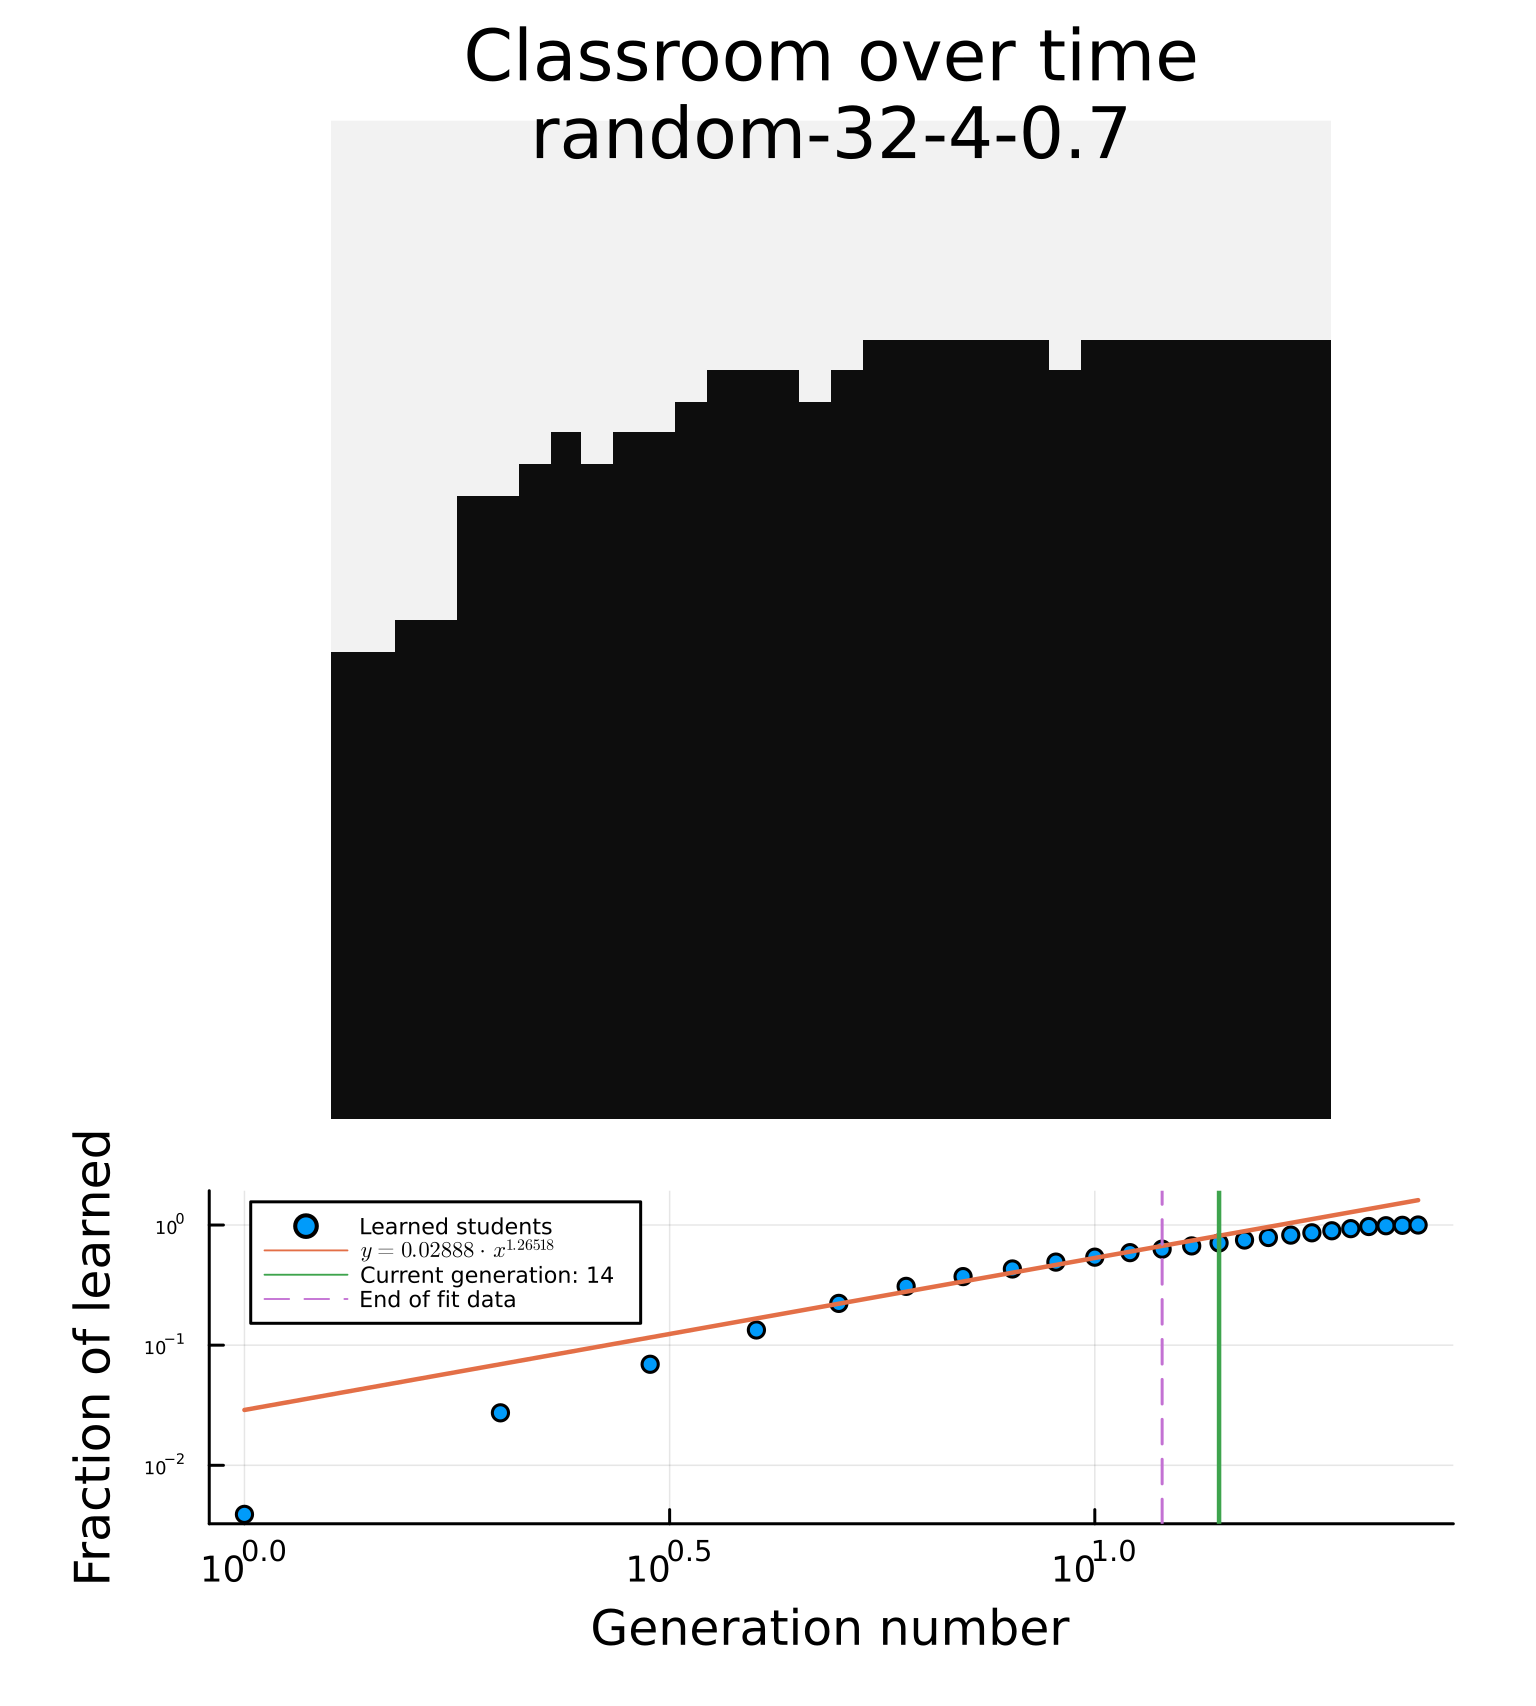 Classroom over time
random-32-4-0.7
Fraction of learned
10^0
10^−1
10^−2
Learned students
y = 0.02888 · x^1.26518
Current generation: 14
End of fit data
10^0.0
10^0.5
10^1.0
Generation number